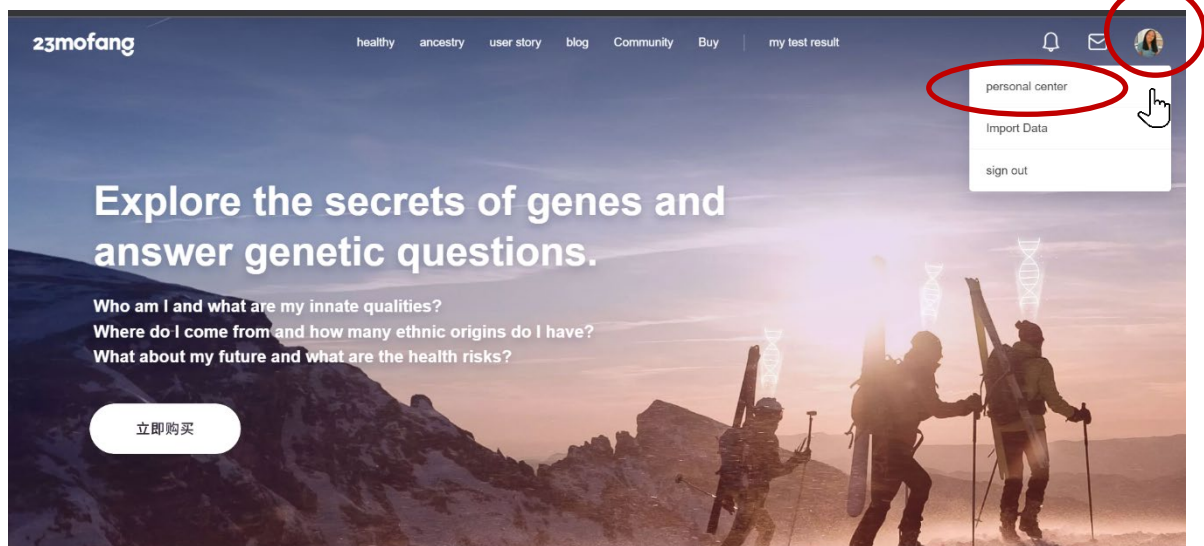 23mofang
healthy ancestry user story blog Community Buy my test result
personal center
Import Data
sign out
Explore the secrets of genes and
answer genetic questions.
Who am I and what are my innate qualities?
Where do I come from and how many ethnic origins do I have?
What about my future and what are the health risks?
立即购买